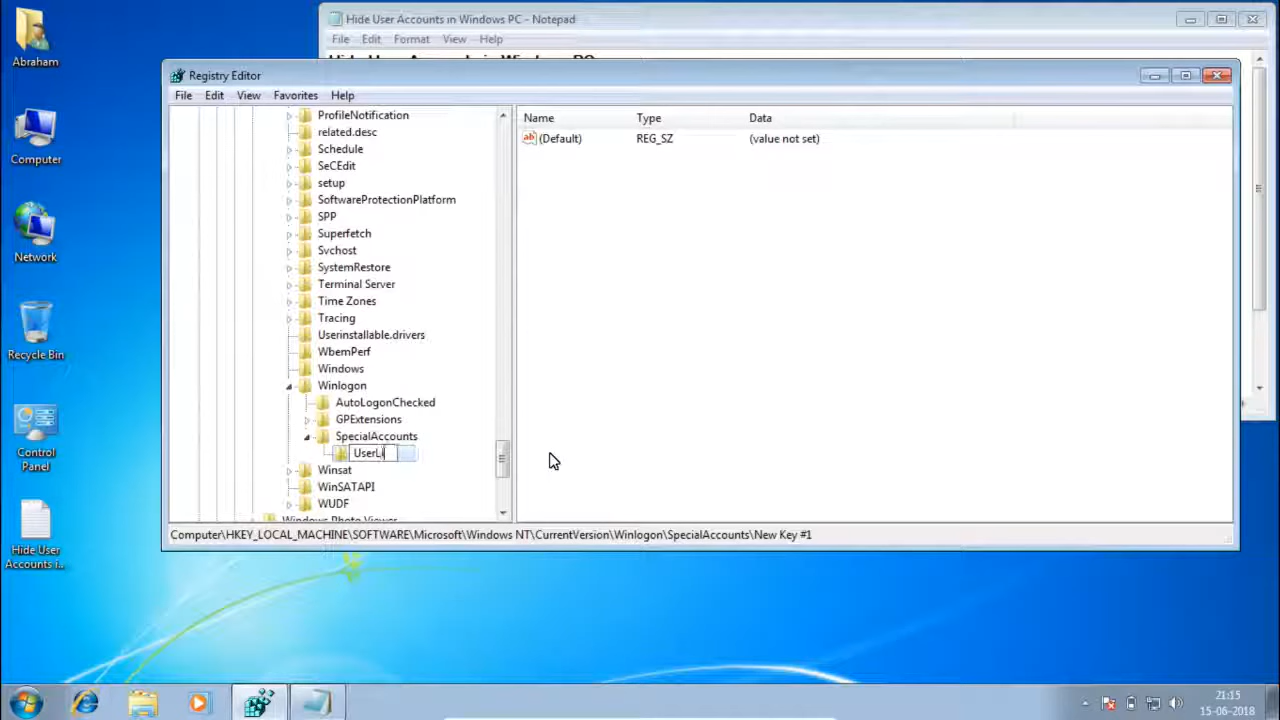 Abraham
Computer
Network
Recycle Bin
Control
Panel
Hide User
Accounts i...
Hide User Accounts in Windows PC - Notepad
File Edit Format View Help
Registry Editor
File Edit View Favorites Help
ProfileNotification
related.desc
Schedule
SeCEdit
setup
SoftwareProtectionPlatform
SPP
Superfetch
Svchost
SystemRestore
Terminal Server
Time Zones
Tracing
Userinstallable.drivers
WbemPerf
Windows
Winlogon
AutoLogonChecked
GPExtensions
SpecialAccounts
UserLi
Winsat
WinSATAPI
WUDF
Windows Photo Viewer
Name Type Data
ab (Default) REG_SZ (value not set)
Computer\HKEY_LOCAL_MACHINE\SOFTWARE\Microsoft\Windows NT\CurrentVersion\Winlogon\SpecialAccounts\New Key #1
21:15
15-06-2018